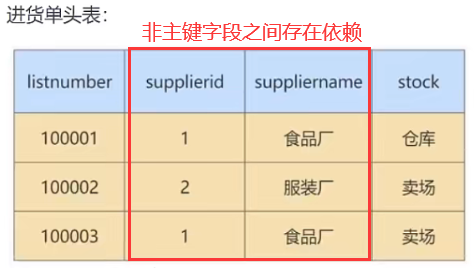 进货单头表：
非主键字段之间存在依赖
listnumber supplierid suppliername stock
100001 1 食品厂 仓库
100002 2 服装厂 卖场
100003 1 食品厂 卖场